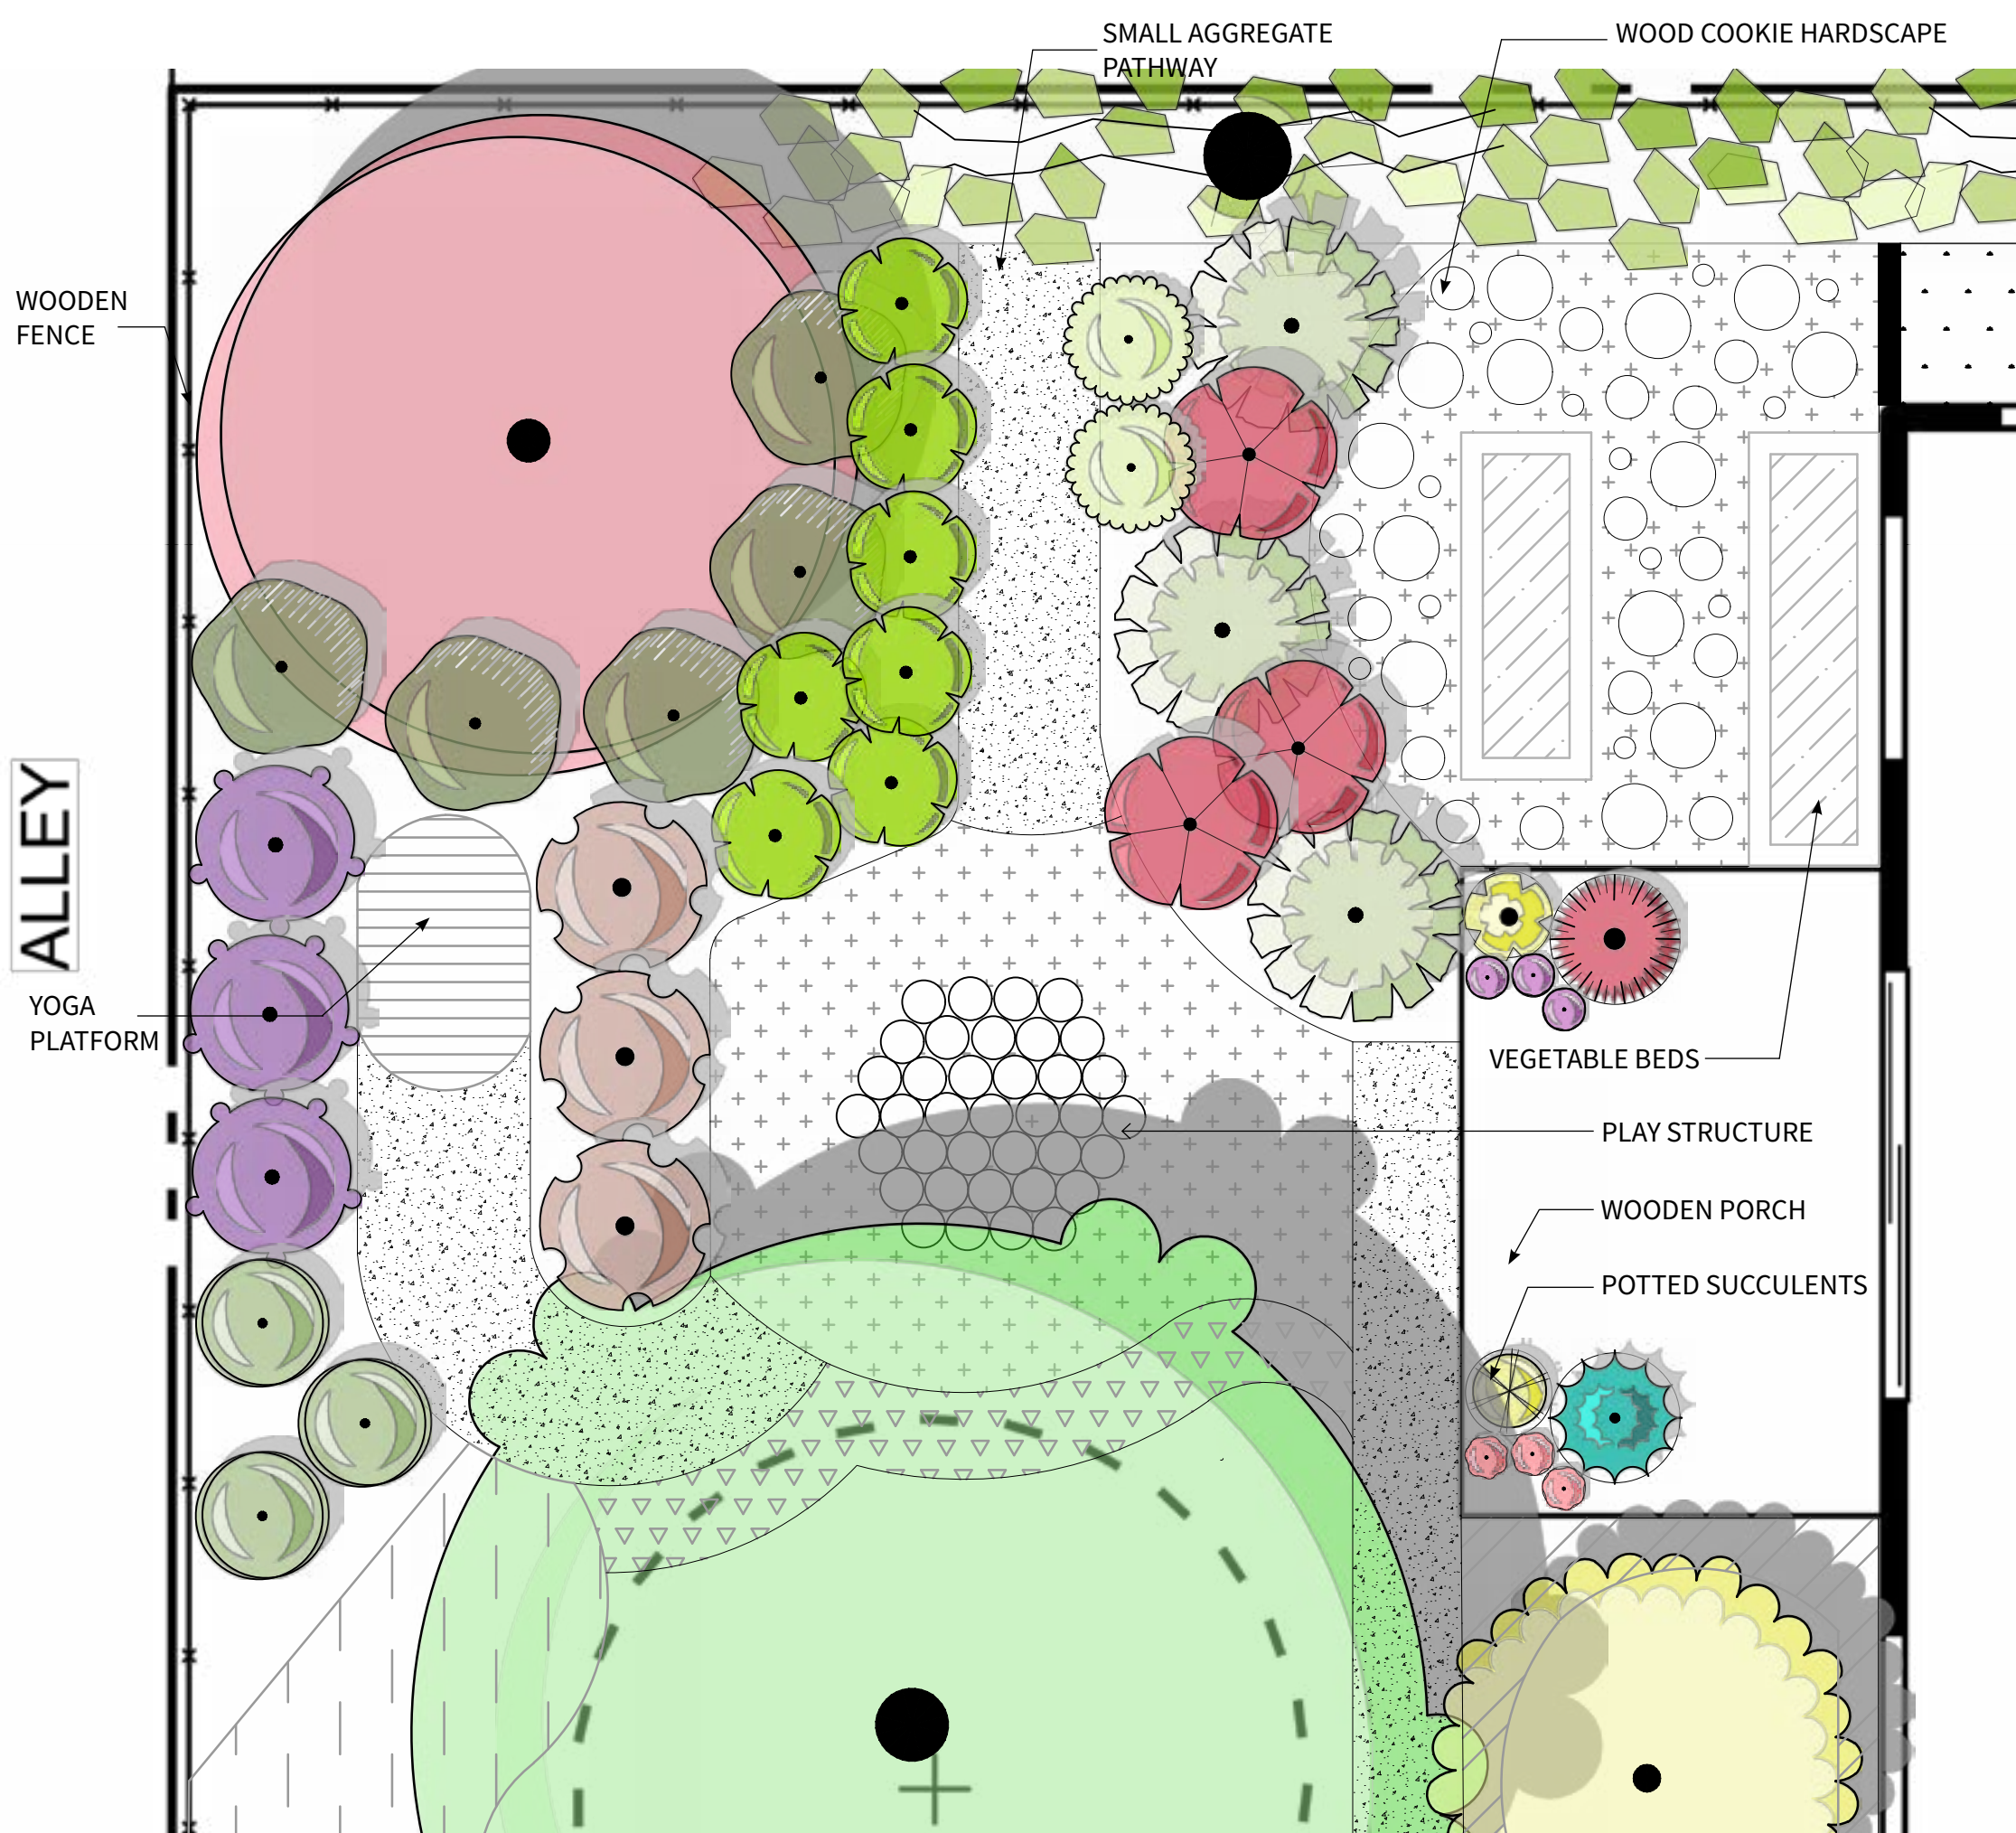 SMALL AGGREGATE
PATHWAY
WOOD COOKIE HARDSCAPE
WOODEN
FENCE
ALLEY
YOGA
PLATFORM
VEGETABLE BEDS
PLAY STRUCTURE
WOODEN PORCH
POTTED SUCCULENTS